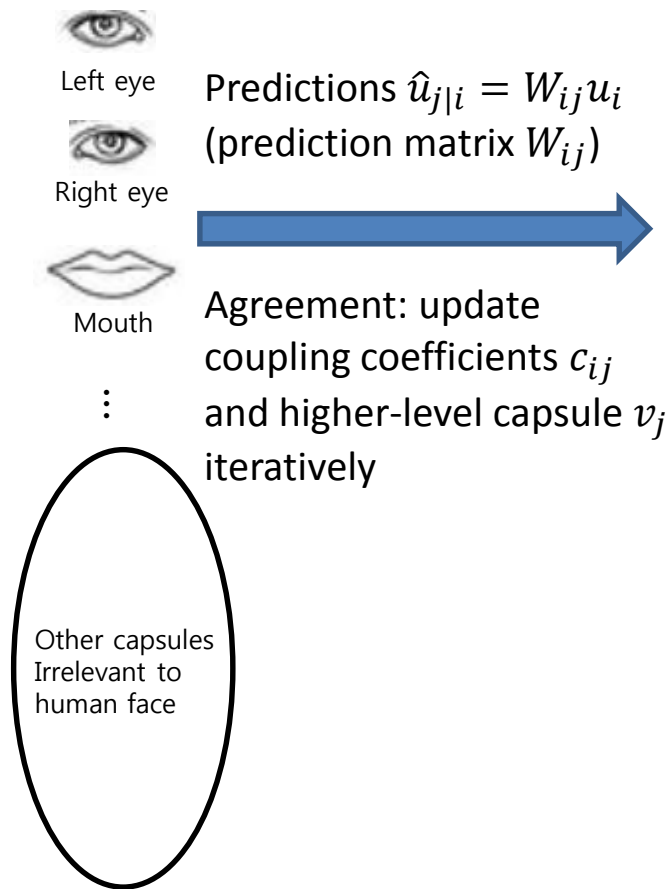 Left eye
Predictions $\hat{u}_{j|i} = W_{ij} u_i$
(prediction matrix $W_{ij}$)
Right eye
Mouth
Agreement: update
coupling coefficients $c_{ij}$
and higher-level capsule $v_j$
iteratively
⋮
Other capsules
Irrelevant to
human face